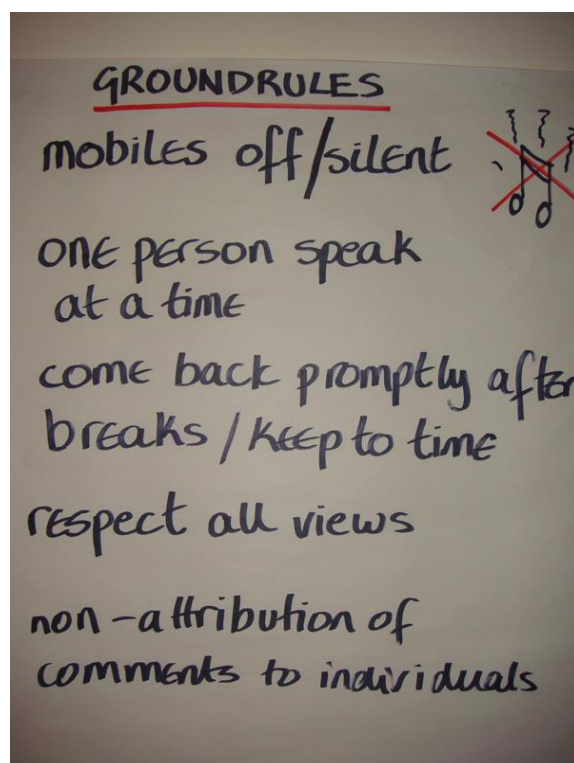 GROUNDRULES
mobiles off/silent
one person speak
at a time
come back promptly after
breaks / keep to time
respect all views
non-attribution of
comments to individuals